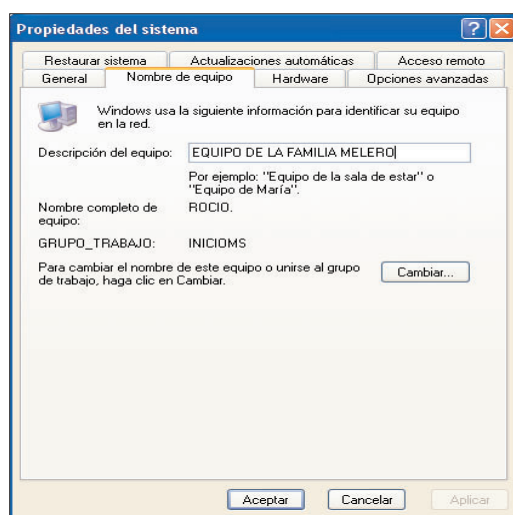 Propiedades del sistema
Restaurar sistema Actualizaciones automáticas Acceso remoto
General Nombre de equipo Hardware Opciones avanzadas
Windows usa la siguiente información para identificar su equipo
en la red.
Descripción del equipo: EQUIPO DE LA FAMILIA MELERO
Por ejemplo: "Equipo de la sala de estar" o
"Equipo de María".
Nombre completo de equipo: ROCIO.
GRUPO_TRABAJO: INICIOMS
Para cambiar el nombre de este equipo o unirse al grupo
de trabajo, haga clic en Cambiar.
Cambiar...
Aceptar Cancelar Aplicar